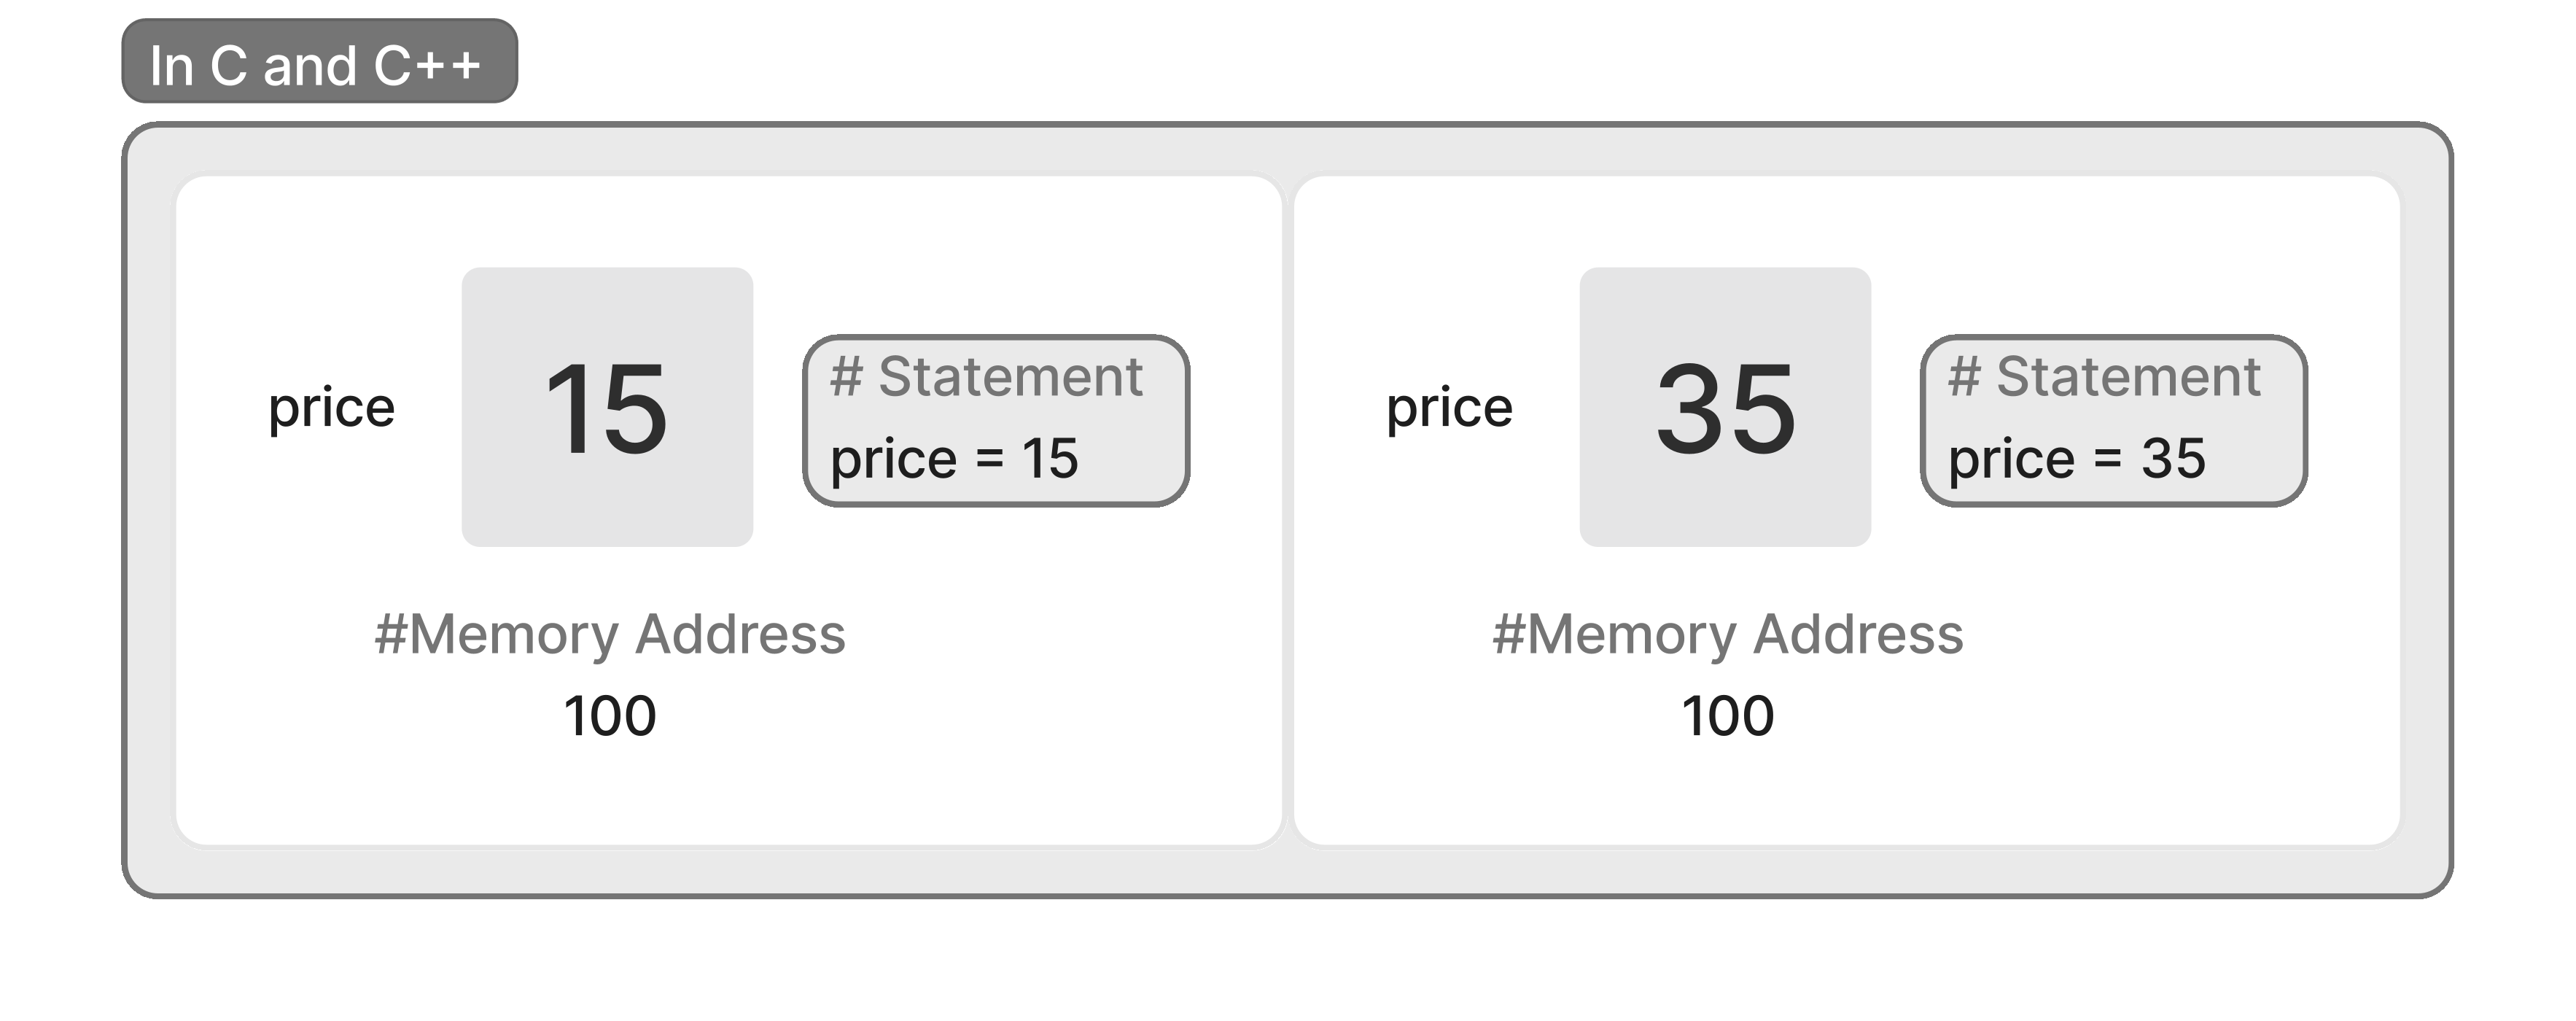 In C and C++
price
15
# Statement
price = 15
#Memory Address
100
price
35
# Statement
price = 35
#Memory Address
100